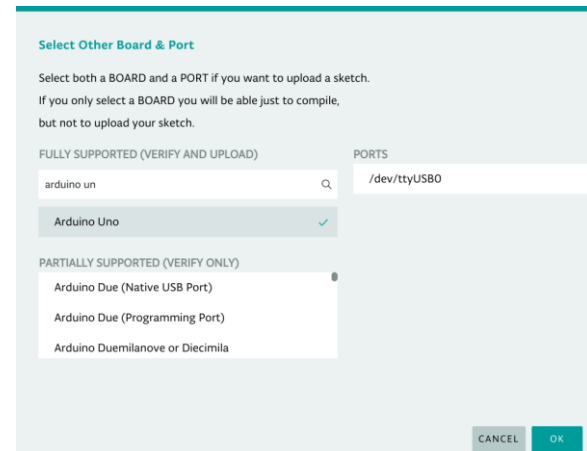 Select Other Board & Port
Select both a BOARD and a PORT if you want to upload a sketch.
If you only select a BOARD you will be able just to compile,
but not to upload your sketch.
FULLY SUPPORTED (VERIFY AND UPLOAD)
PORTS
arduino un
/dev/ttyUSB0
Arduino Uno
PARTIALLY SUPPORTED (VERIFY ONLY)
Arduino Due (Native USB Port)
Arduino Due (Programming Port)
Arduino Duemilanove or Diecimila
CANCEL
OK